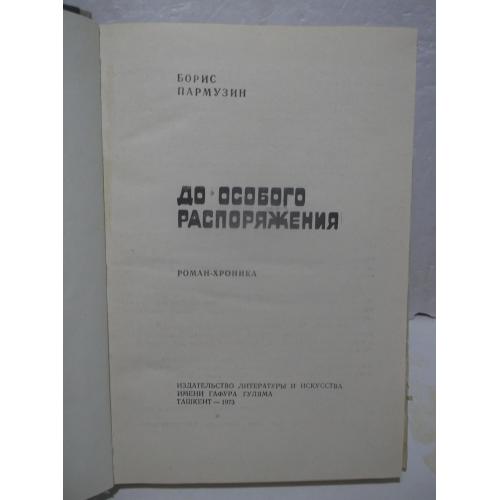 БОРИС
ПАРМУЗИН
ДО ОСОБОГО
РАСПОРЯЖЕНИЯ
РОМАН-ХРОНИКА
ИЗДАТЕЛЬСТВО ЛИТЕРАТУРЫ И ИСКУССТВА
ИМЕНИ ГАФУРА ГУЛЯМА
ТАШКЕНТ — 1973